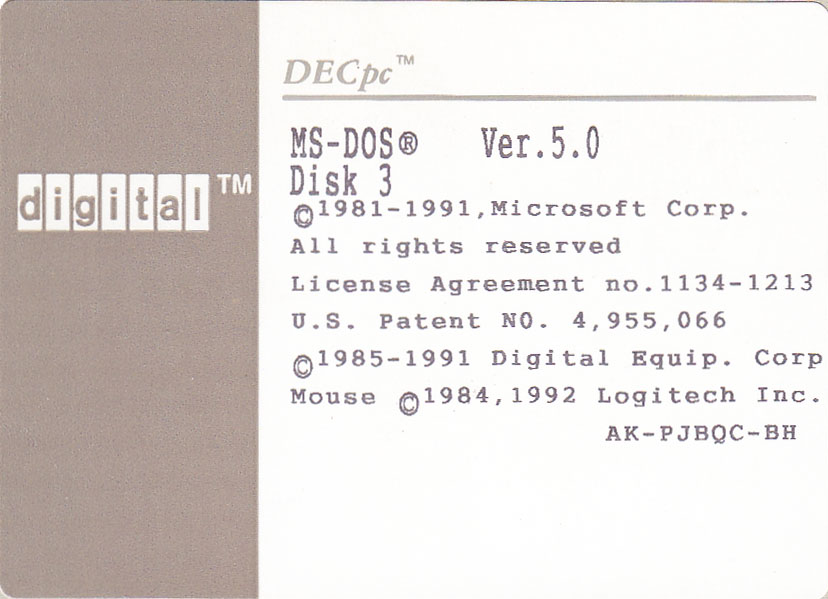 digital™
DECpc™
MS-DOS® Ver.5.0
Disk 3
©1981-1991,Microsoft Corp.
All rights reserved
License Agreement no.1134-1213
U.S. Patent NO. 4,955,066
©1985-1991 Digital Equip. Corp
Mouse ©1984,1992 Logitech Inc.
AK-PJBQC-BH